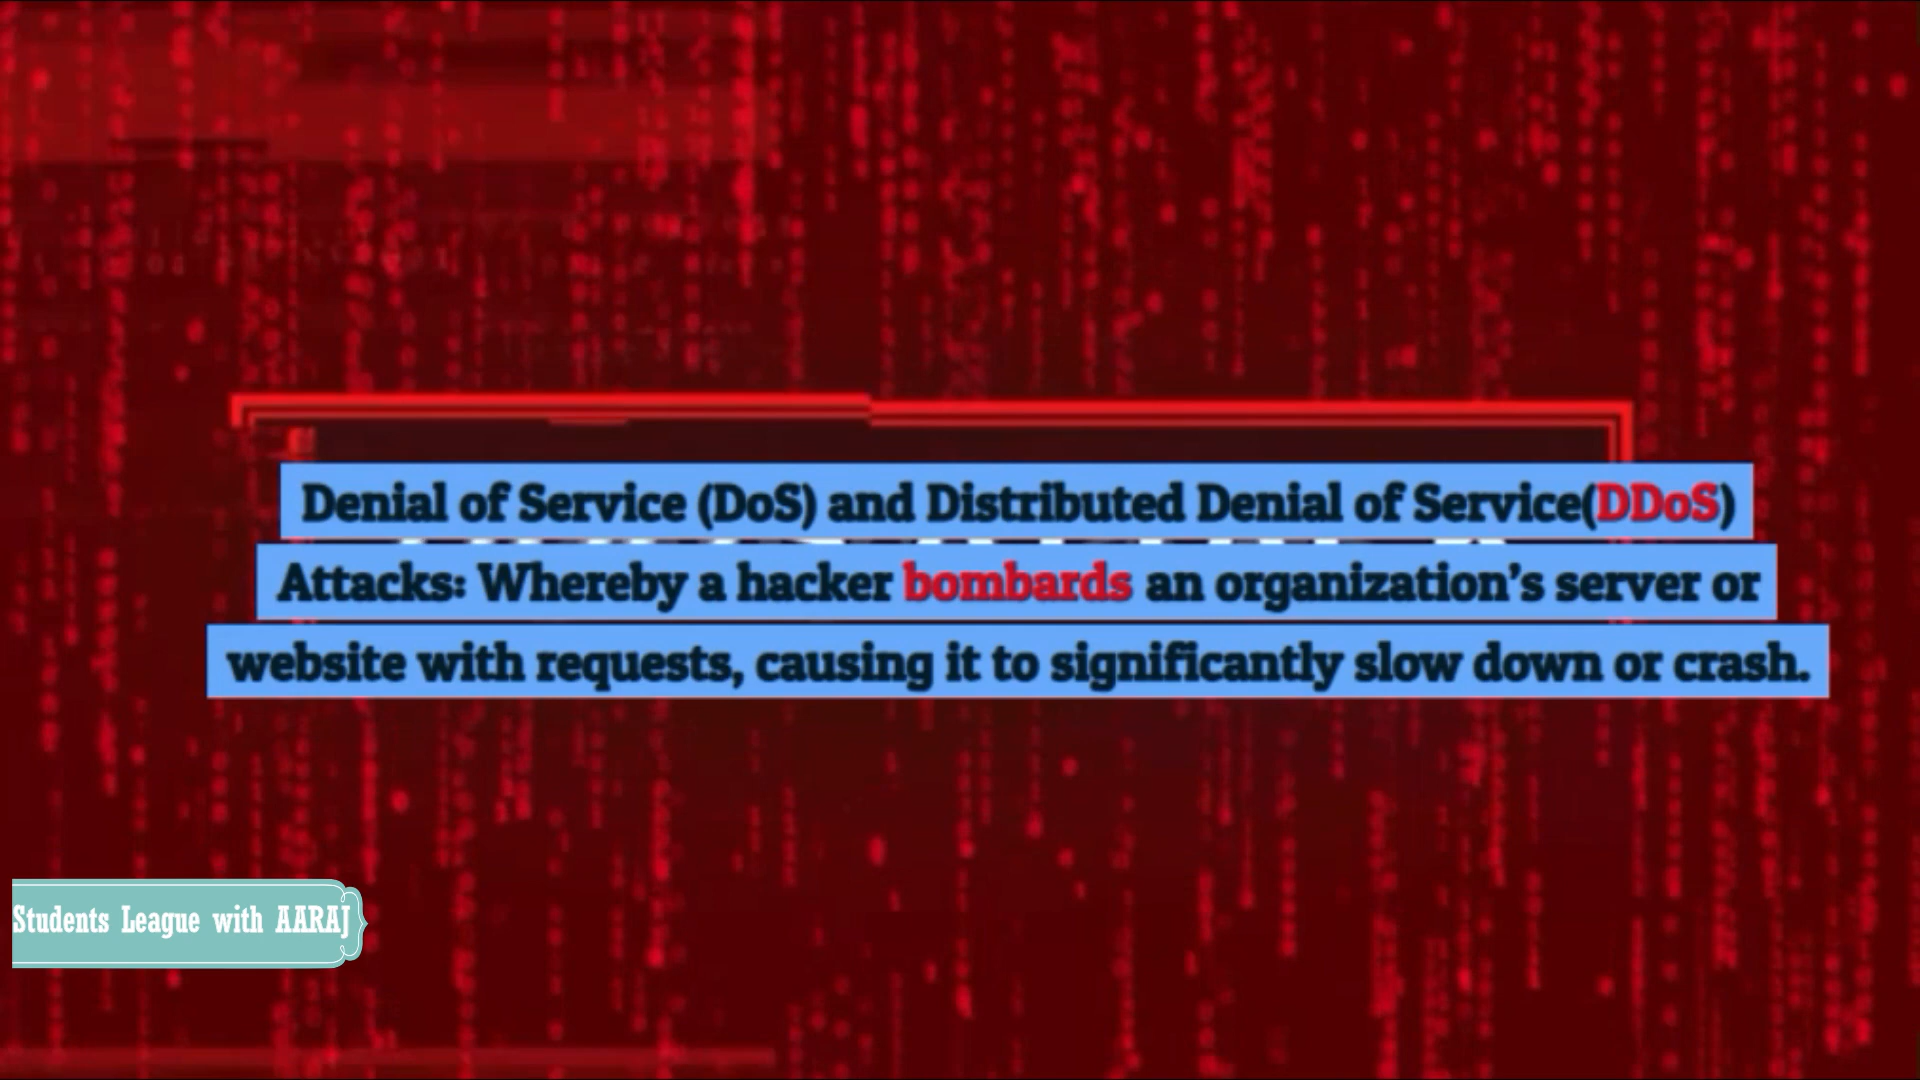 Denial of Service (DoS) and Distributed Denial of Service(DDoS)
Attacks: Whereby a hacker bombards an organization’s server or
website with requests, causing it to significantly slow down or crash.
Students League with AARAJ